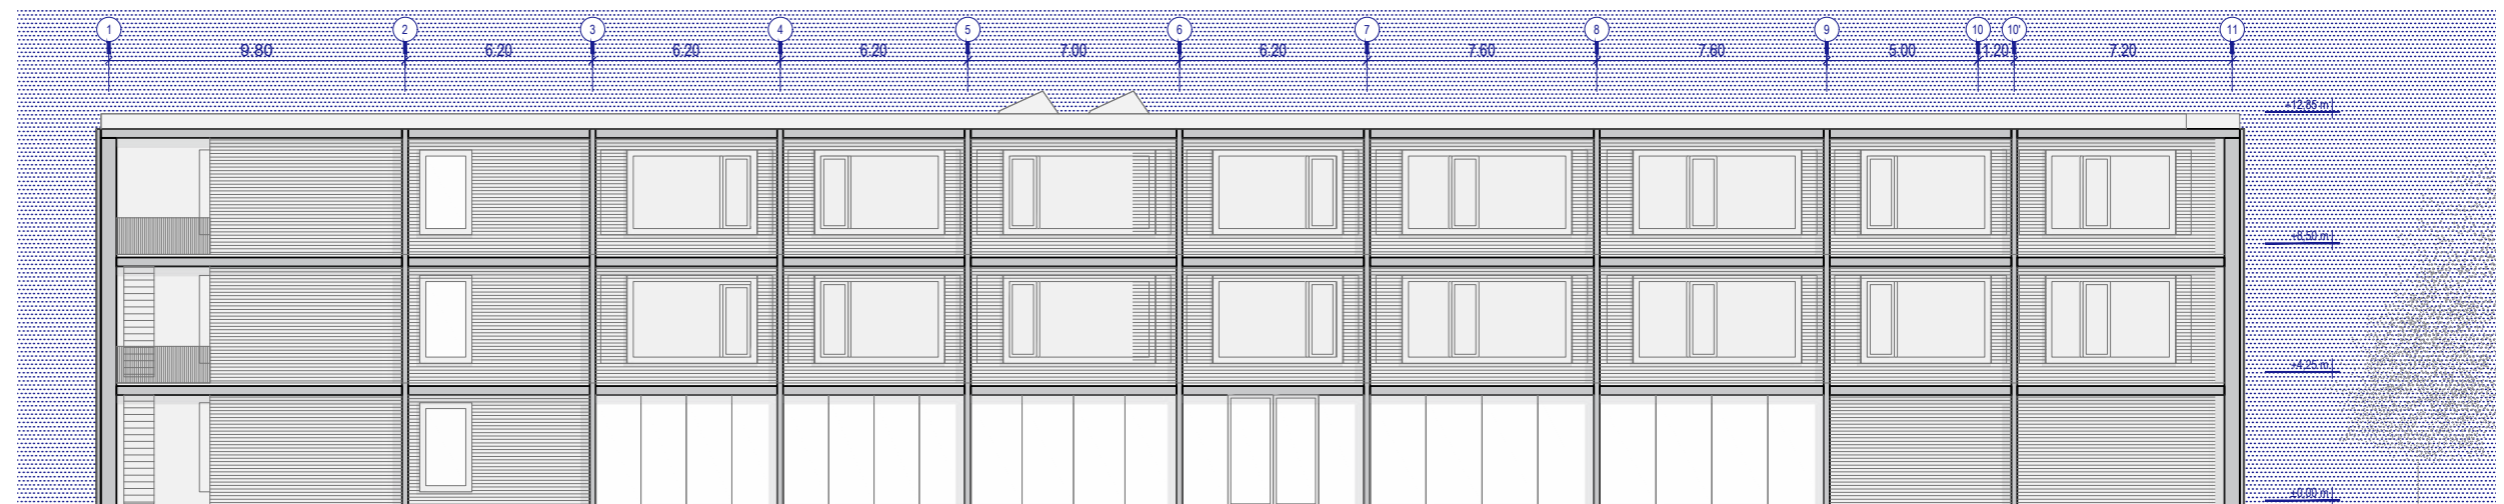 1 2 3 4 5 6 7 8 9 10 10' 11
9.80 6.20 6.20 6.20 7.00 6.20 7.60 7.60 5.00 1.20 7.20
+12,85 m
+8,50 m
+4,25 m
±0,00 m